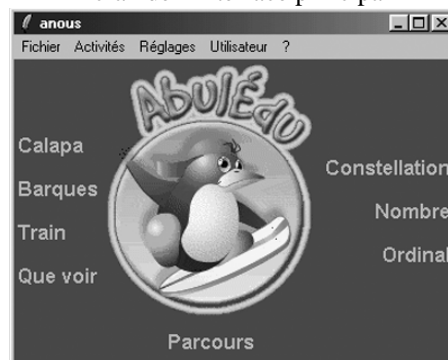 anous
Fichier Activités Réglages Utilisateur ?
AbulÉdu
Calapa
Barques
Train
Que voir
Constellation
Nombre
Ordinal
Parcours